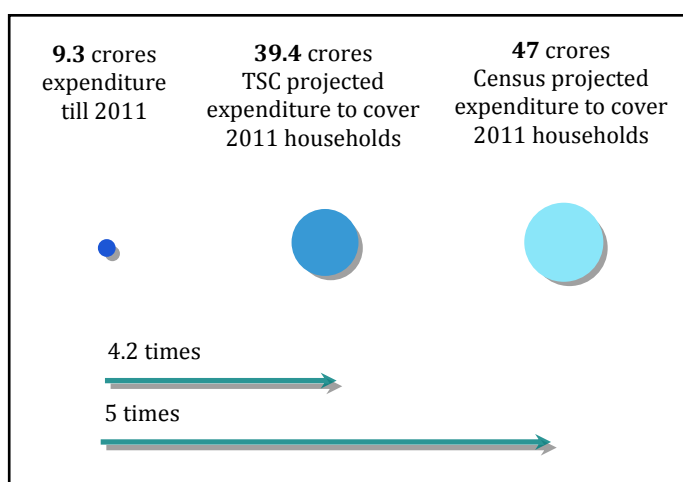 9.3 crores
expenditure
till 2011
39.4 crores
TSC projected
expenditure to cover
2011 households
47 crores
Census projected
expenditure to cover
2011 households
4.2 times
5 times